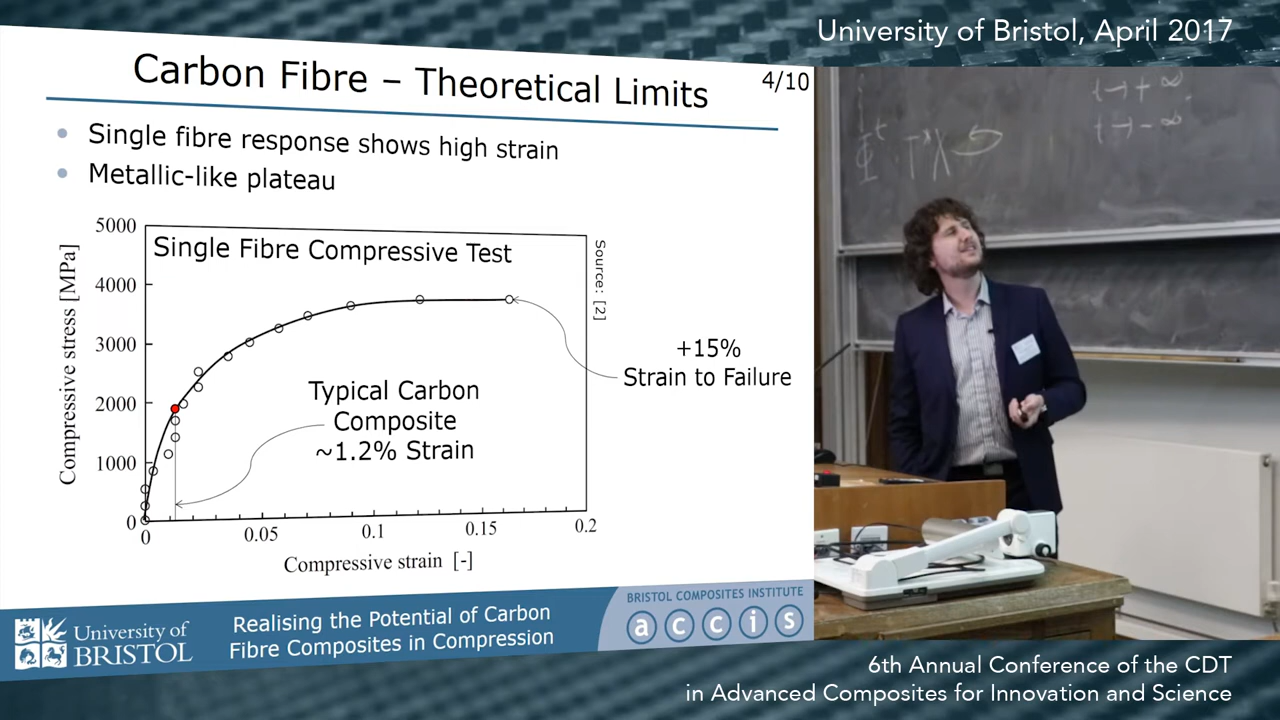 University of Bristol, April 2017
Carbon Fibre – Theoretical Limits
4/10
Single fibre response shows high strain
Metallic-like plateau
Single Fibre Compressive Test
Compressive stress [MPa]
5000
4000
3000
2000
1000
0
0
0.05
0.1
0.15
0.2
Compressive strain [-]
Source: [2]
Typical Carbon
Composite
~1.2% Strain
+15%
Strain to Failure
University of
BRISTOL
Realising the Potential of Carbon
Fibre Composites in Compression
BRISTOL COMPOSITES INSTITUTE
accis
t→+∞
t→-∞
6th Annual Conference of the CDT
in Advanced Composites for Innovation and Science